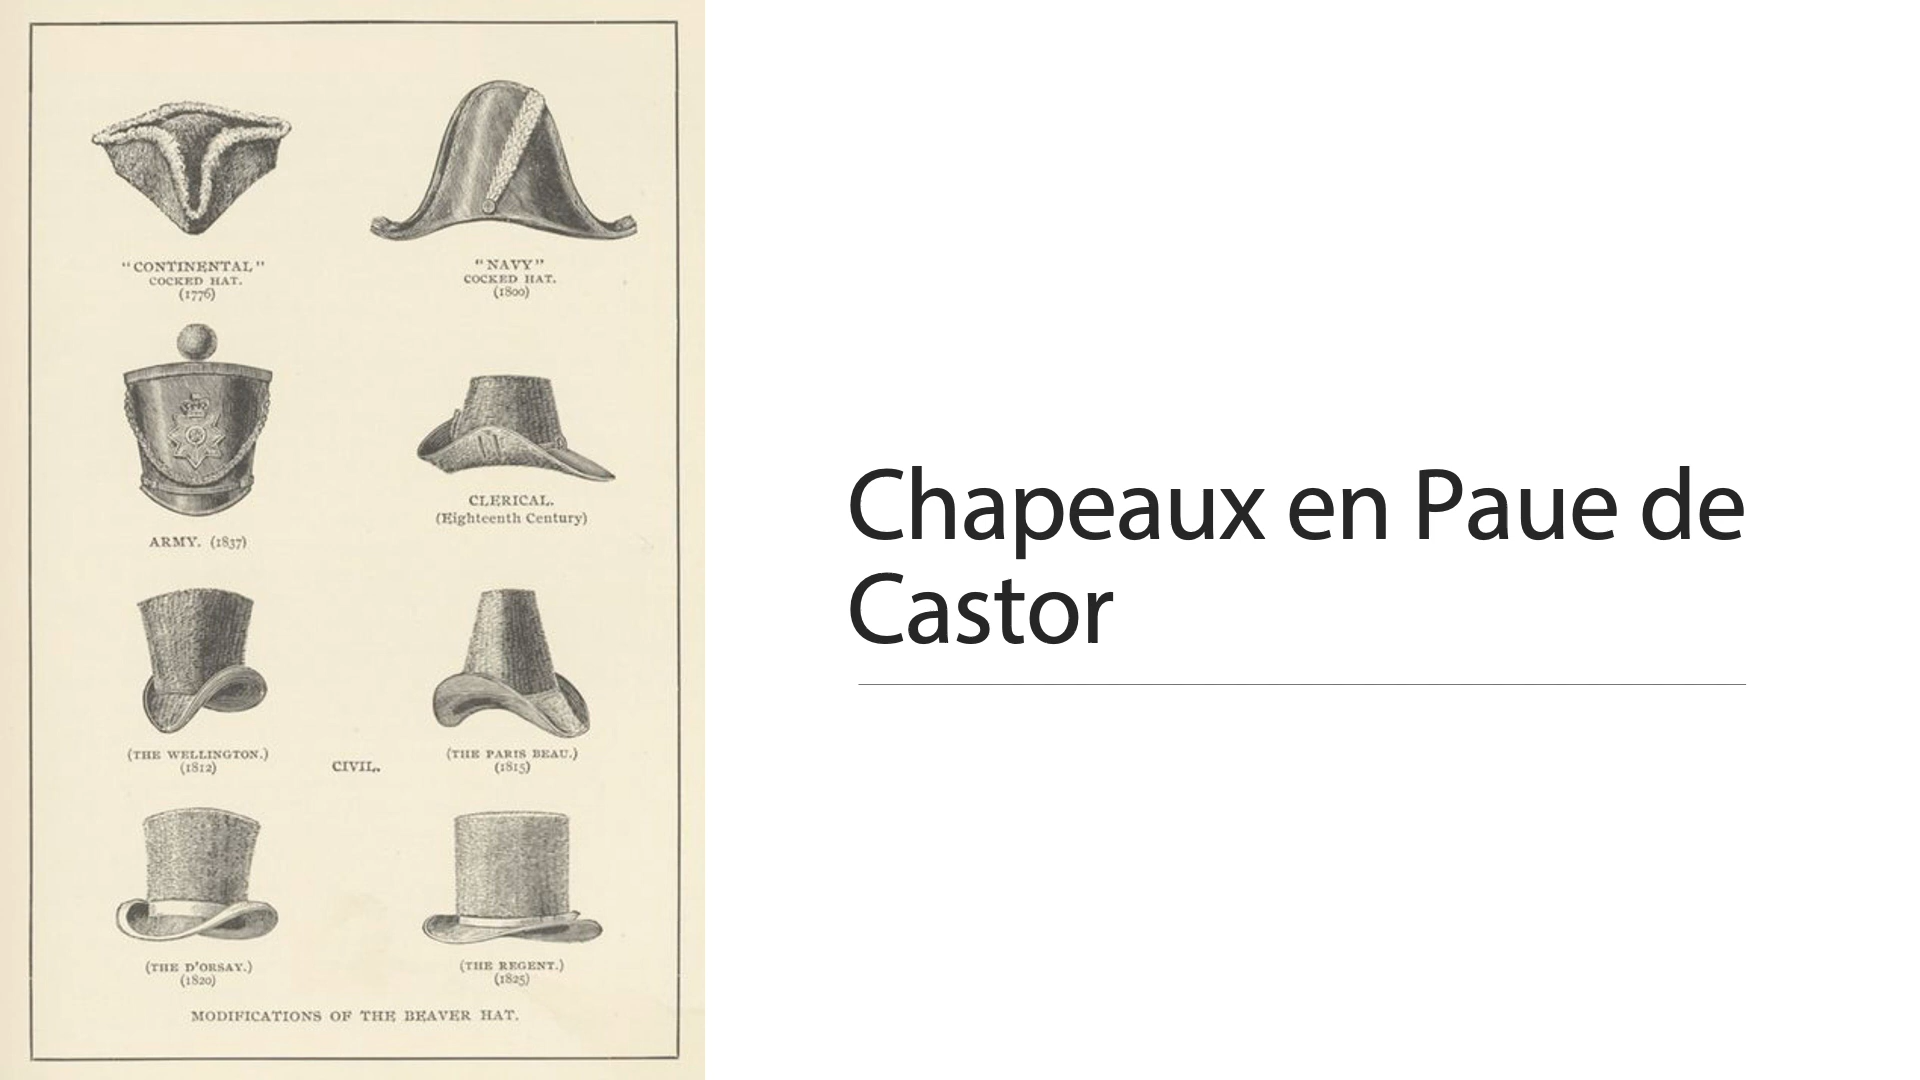 "CONTINENTAL"
COCKED HAT.
(1776)
"NAVY"
COCKED HAT.
(1800)
ARMY. (1837)
CLERICAL.
(Eighteenth Century)
(THE WELLINGTON.)
(1812)
CIVIL.
(THE PARIS BEAU.)
(1815)
(THE D'ORSAY.)
(1820)
(THE REGENT.)
(1825)
MODIFICATIONS OF THE BEAVER HAT.
Chapeaux en Paue de
Castor